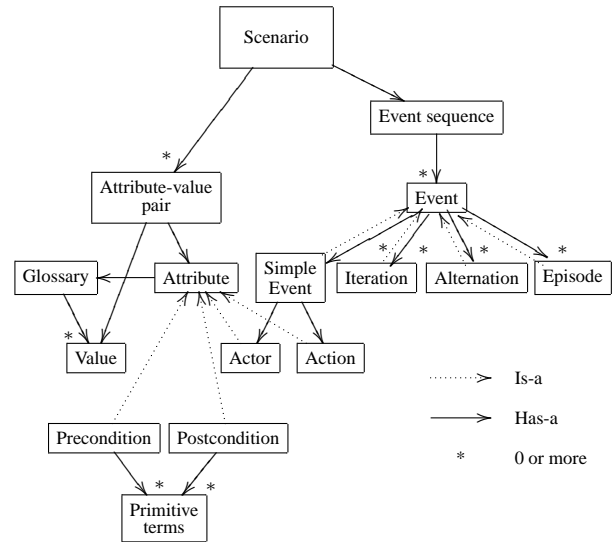 Scenario
Event sequence
*
*
Attribute-value
pair
Event
*
*
*
*
Glossary
Attribute
Simple
Event
Iteration
Alternation
Episode
*
Value
Actor
Action
Is-a
Precondition
Postcondition
Has-a
*
*
* 0 or more
Primitive
terms